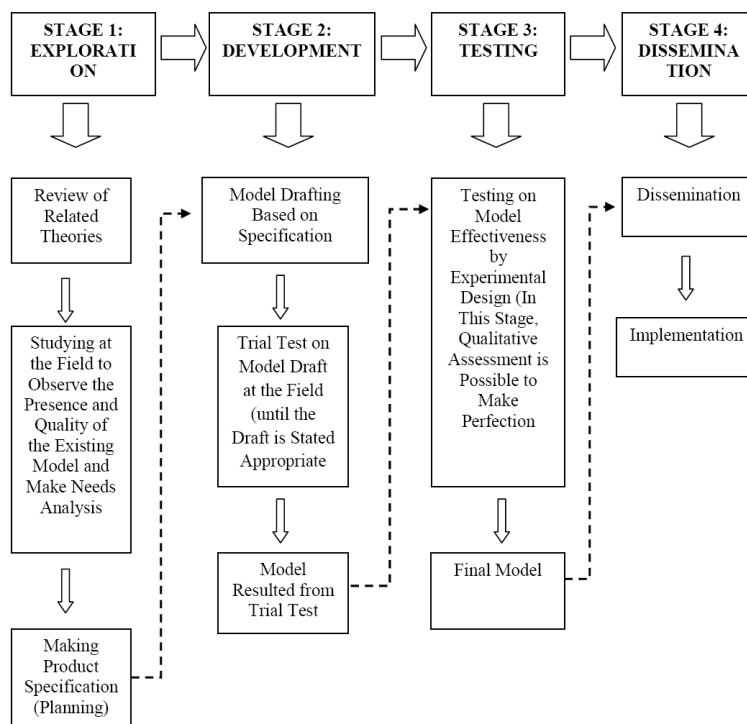 STAGE 1:
EXPLORATI
ON
STAGE 2:
DEVELOPMENT
STAGE 3:
TESTING
STAGE 4:
DISSEMINA
TION
Review of
Related
Theories
Studying at
the Field to
Observe the
Presence and
Quality of
the Existing
Model and
Make Needs
Analysis
Making
Product
Specification
(Planning)
Model Drafting
Based on
Specification
Trial Test on
Model Draft
at the Field
(until the
Draft is Stated
Appropriate
Model
Resulted from
Trial Test
Testing on
Model
Effectiveness
by
Experimental
Design (In
This Stage,
Qualitative
Assessment is
Possible to
Make
Perfection
Final Model
Dissemination
Implementation